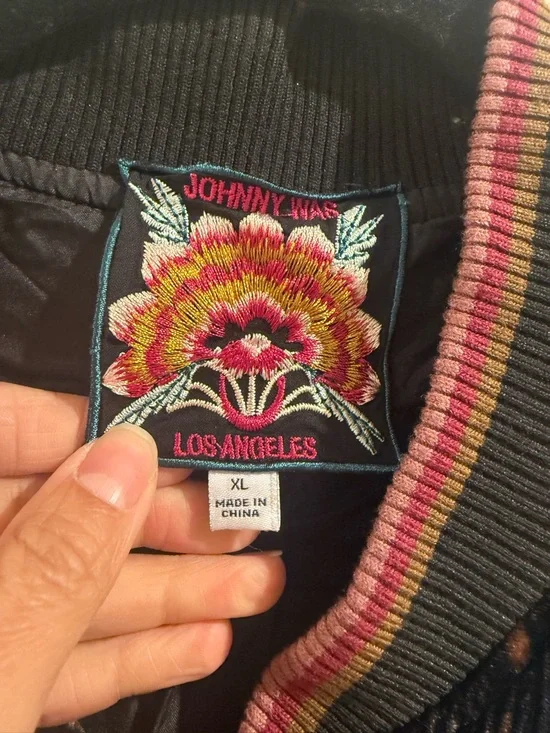 JOHNNY WAS
LOS ANGELES
XL
MADE IN
CHINA